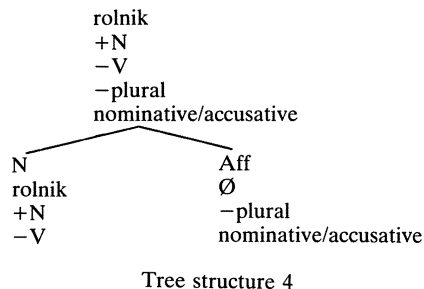 rolnik
+N
−V
−plural
nominative/accusative
N
rolnik
+N
−V
Aff
Ø
−plural
nominative/accusative
Tree structure 4